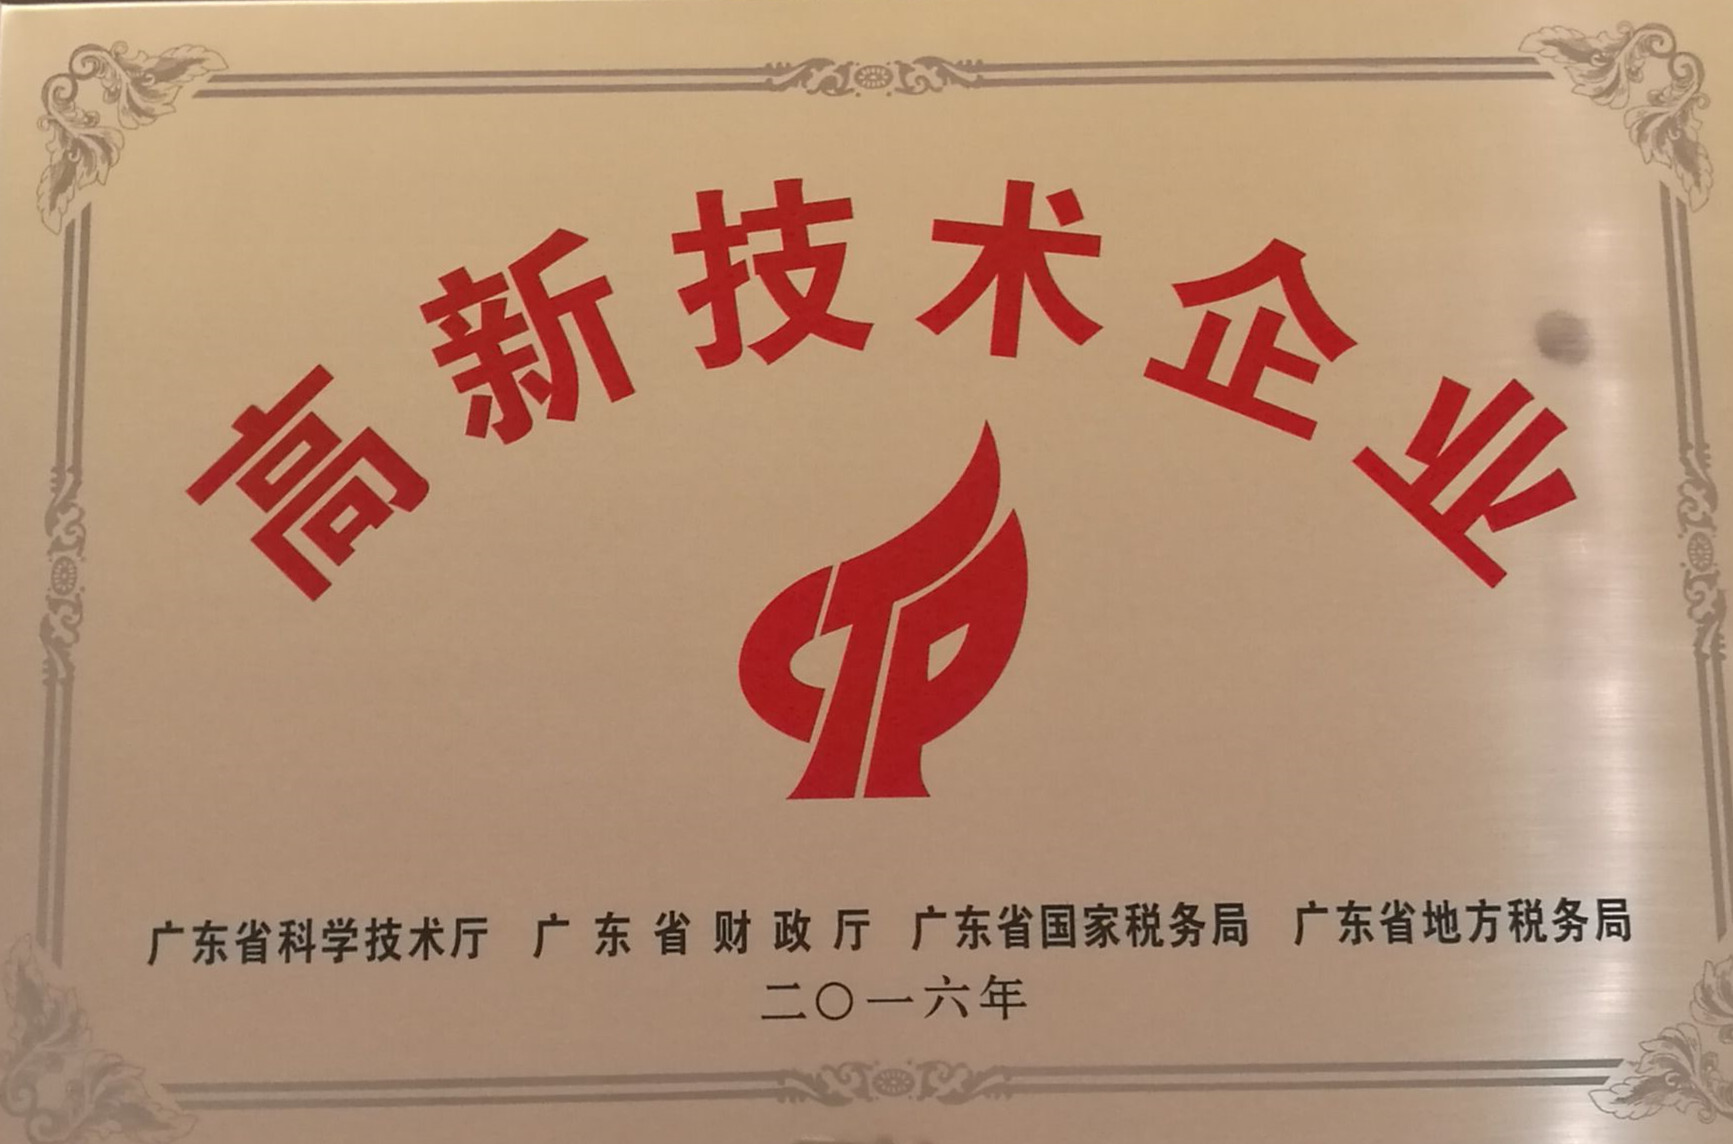 高新技术企业
广东省科学技术厅 广东省财政厅 广东省国家税务局 广东省地方税务局
二〇一六年